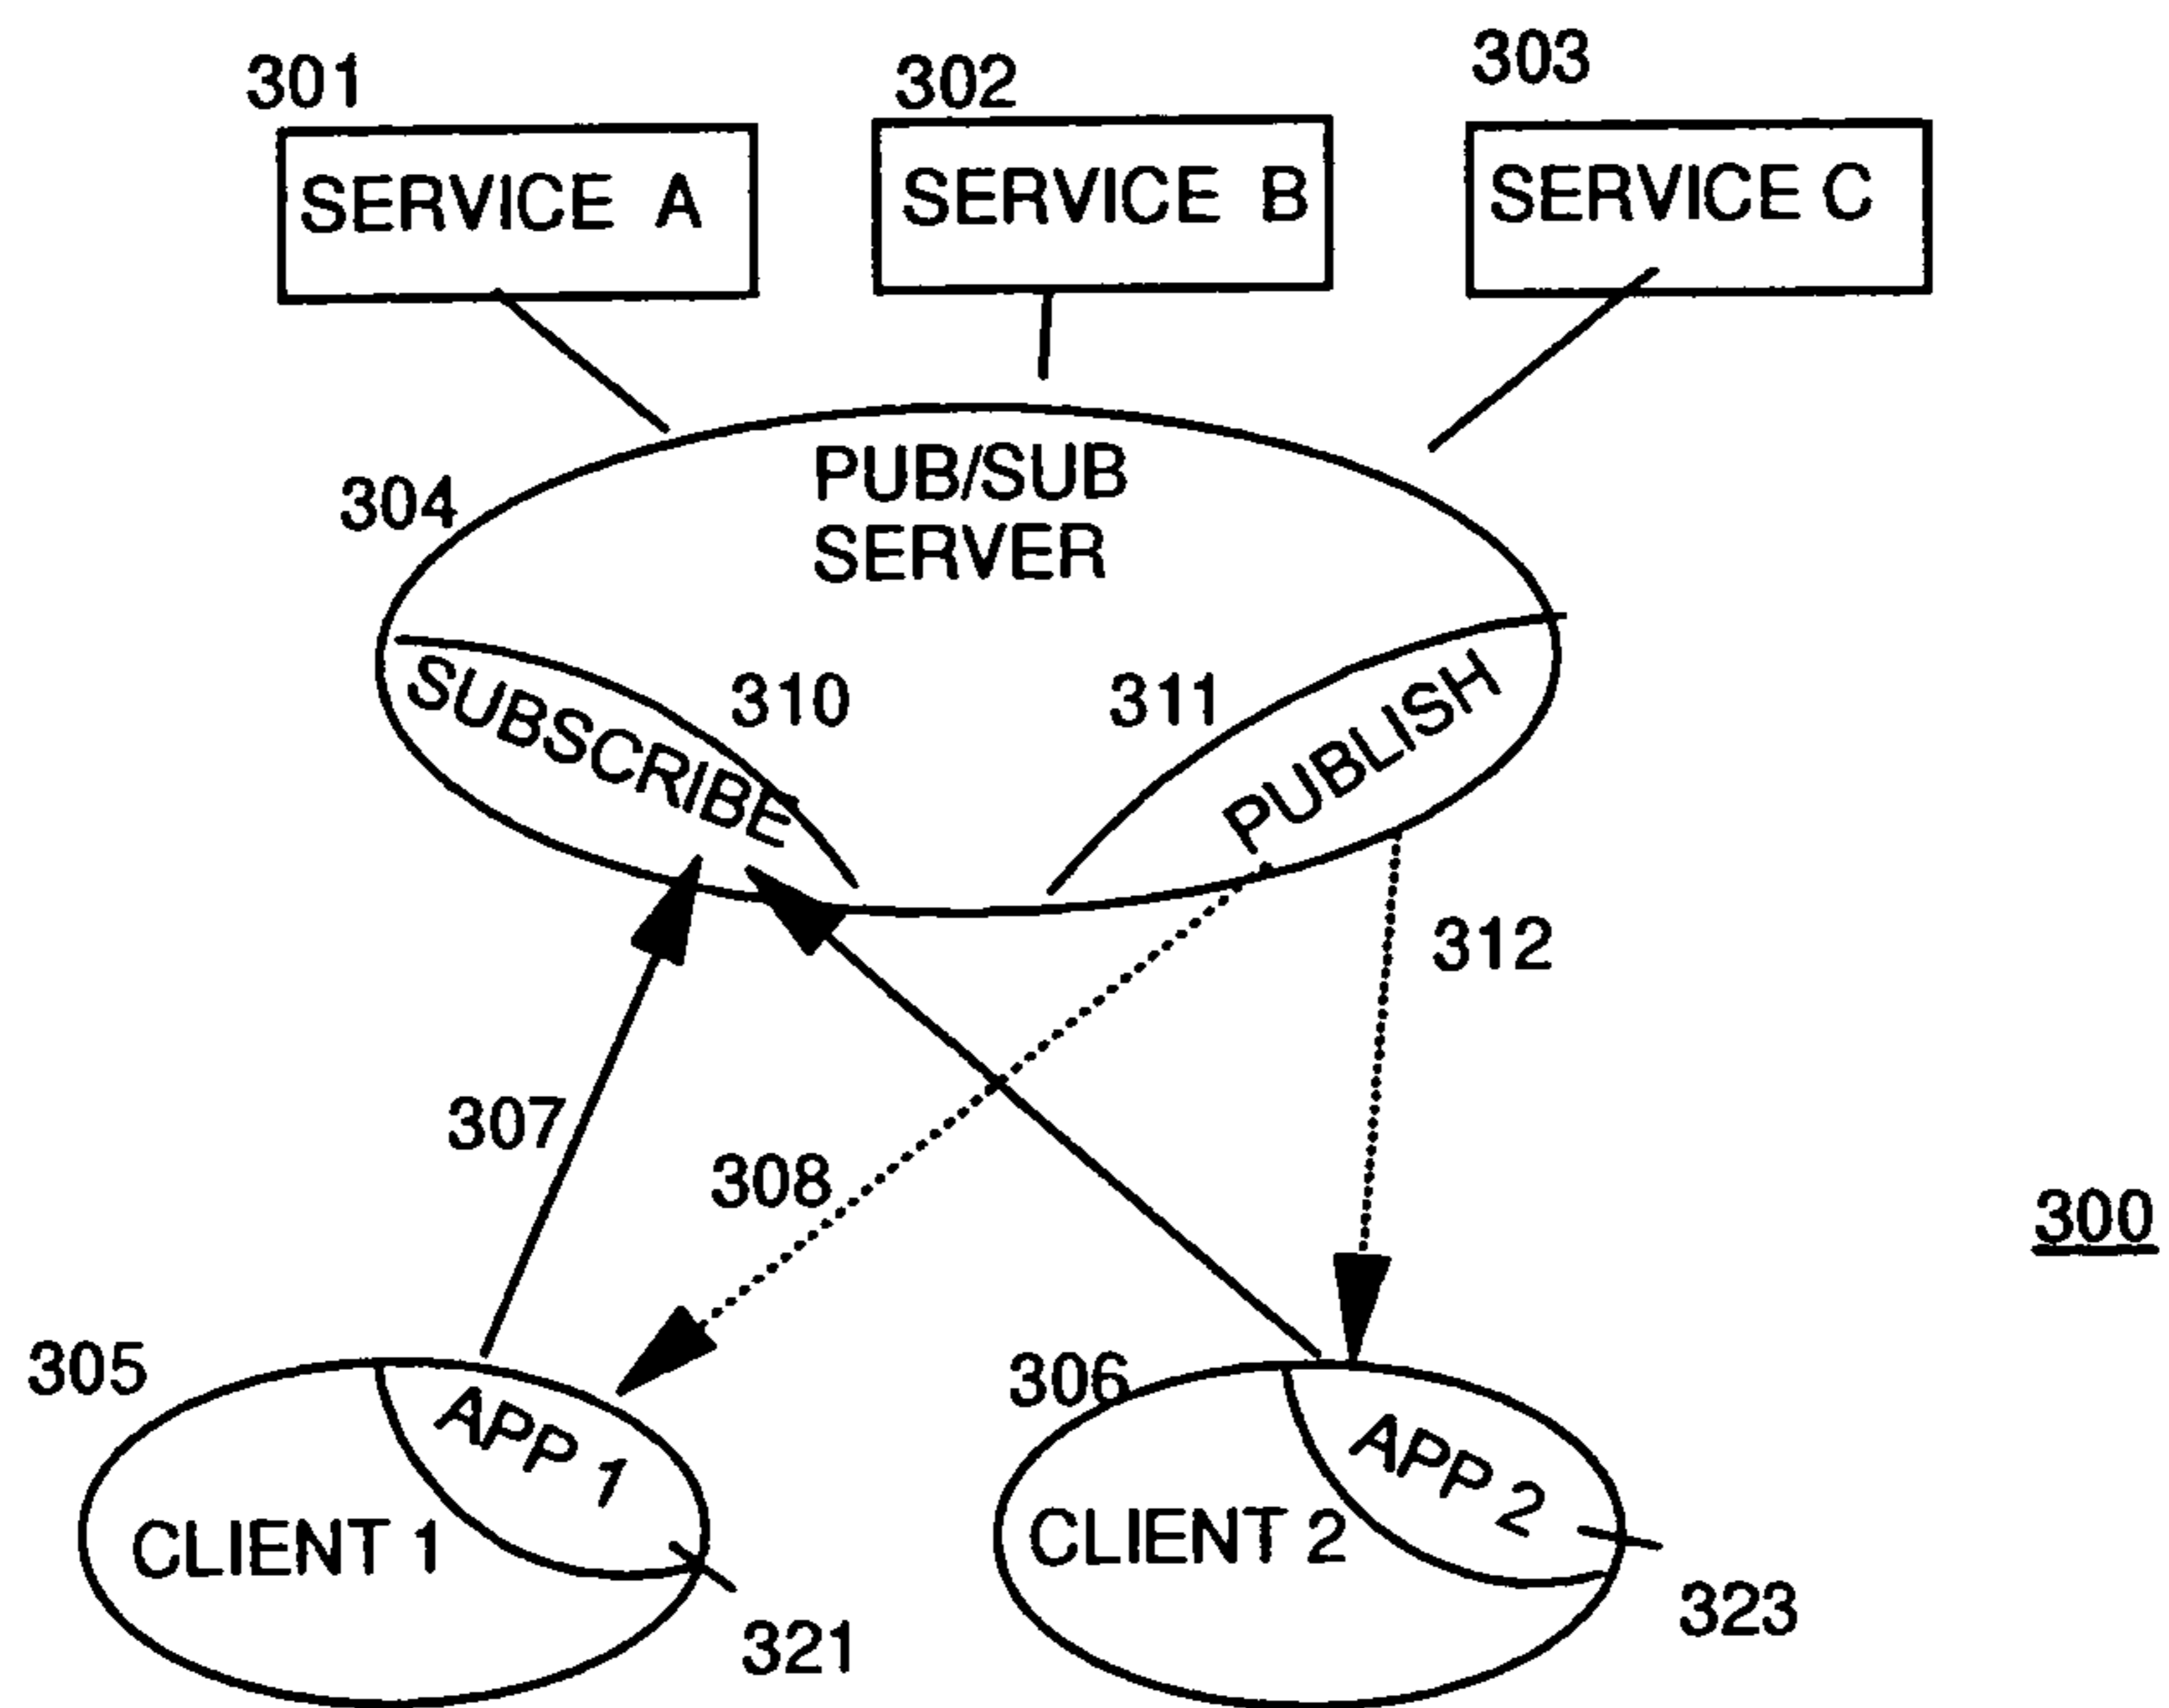 301
302
303
SERVICE A
SERVICE B
SERVICE C
304
PUB/SUB
SERVER
SUBSCRIBE
310
311
PUBLISH
312
307
308
300
305
306
APP 1
APP 2
CLIENT 1
CLIENT 2
321
323